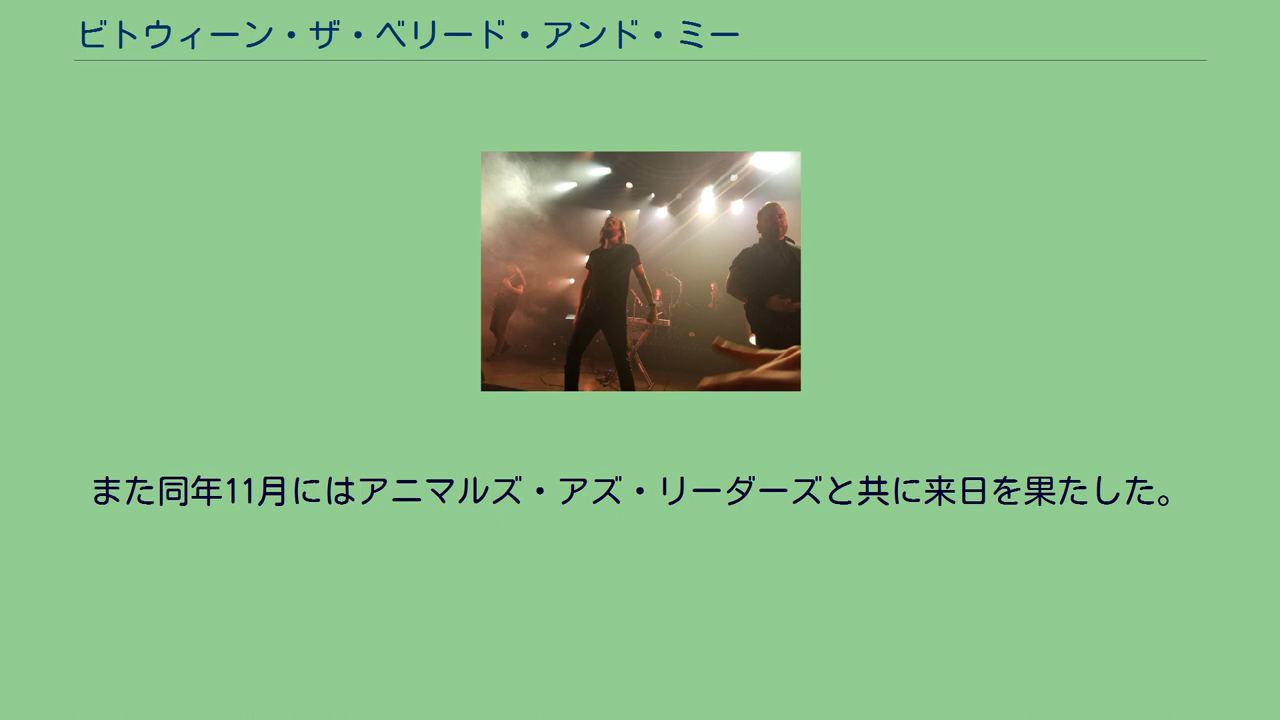 ビトウィーン・ザ・ベリード・アンド・ミー
また同年11月にはアニマルズ・アズ・リーダーズと共に来日を果たした。